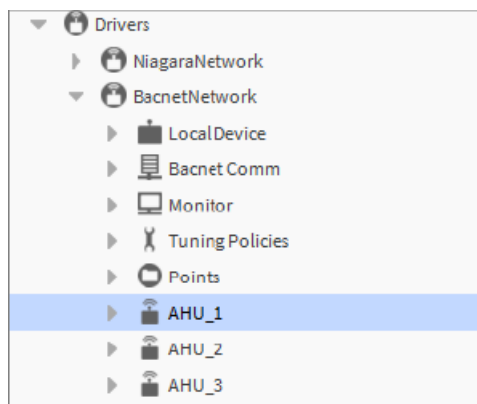 Drivers
NiagaraNetwork
BacnetNetwork
LocalDevice
Bacnet Comm
Monitor
Tuning Policies
Points
AHU_1
AHU_2
AHU_3